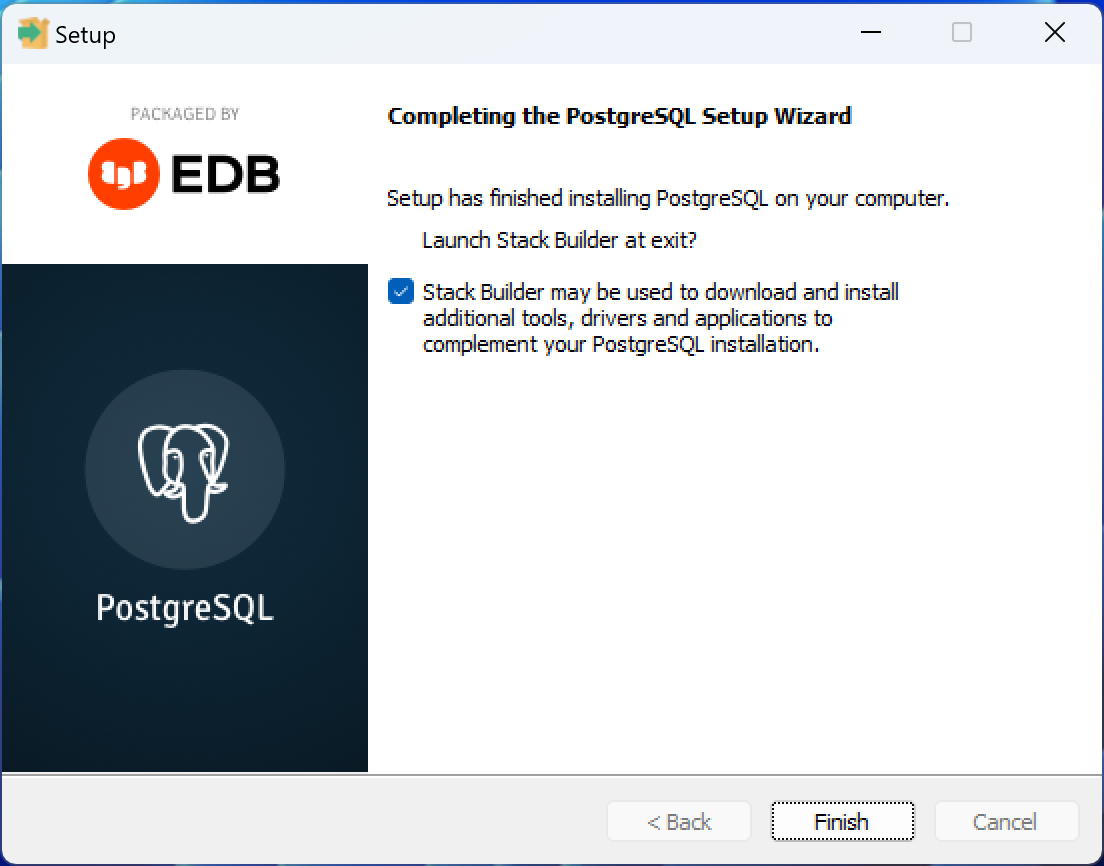 Setup
PACKAGED BY
EDB
PostgreSQL
Completing the PostgreSQL Setup Wizard
Setup has finished installing PostgreSQL on your computer.
Launch Stack Builder at exit?
Stack Builder may be used to download and install
additional tools, drivers and applications to
complement your PostgreSQL installation.
< Back
Finish
Cancel